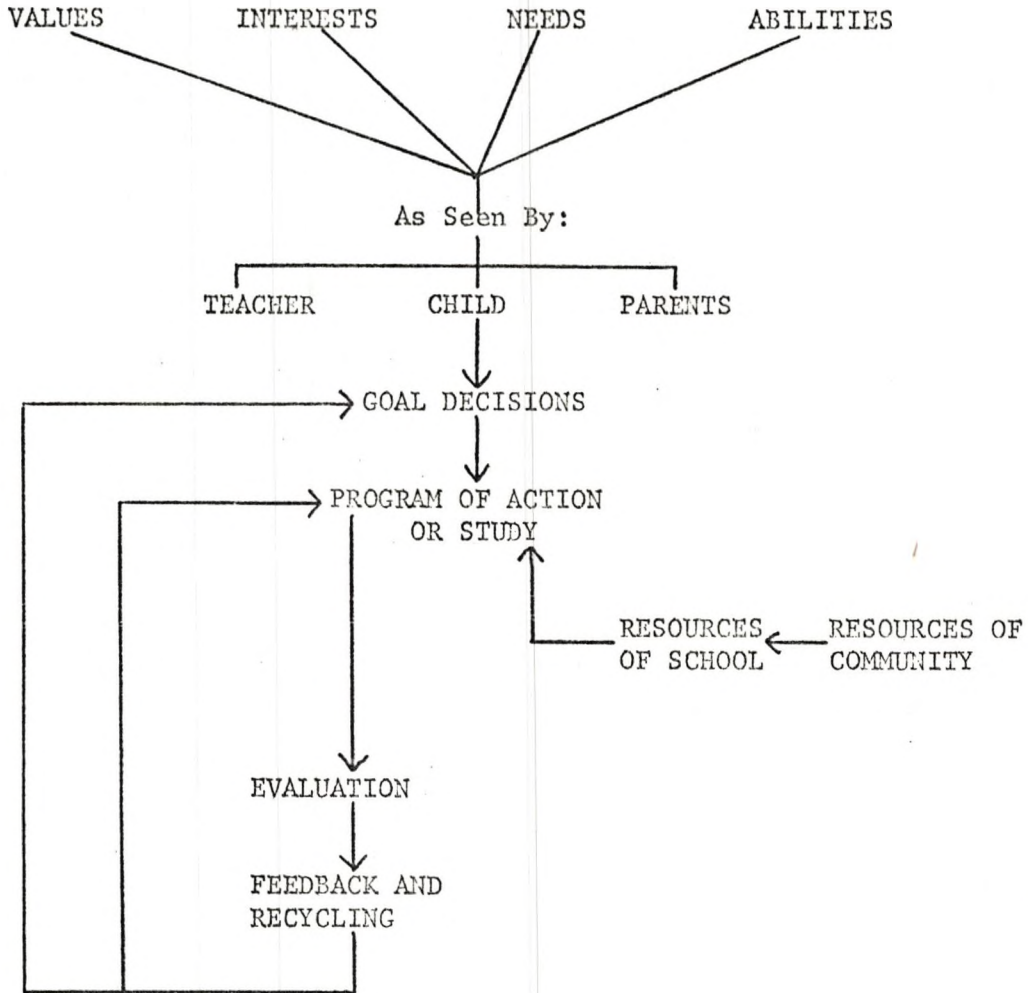 VALUES INTERESTS NEEDS ABILITIES
As Seen By:
TEACHER CHILD PARENTS
GOAL DECISIONS
PROGRAM OF ACTION
OR STUDY
RESOURCES
OF SCHOOL
RESOURCES OF
COMMUNITY
EVALUATION
FEEDBACK AND
RECYCLING